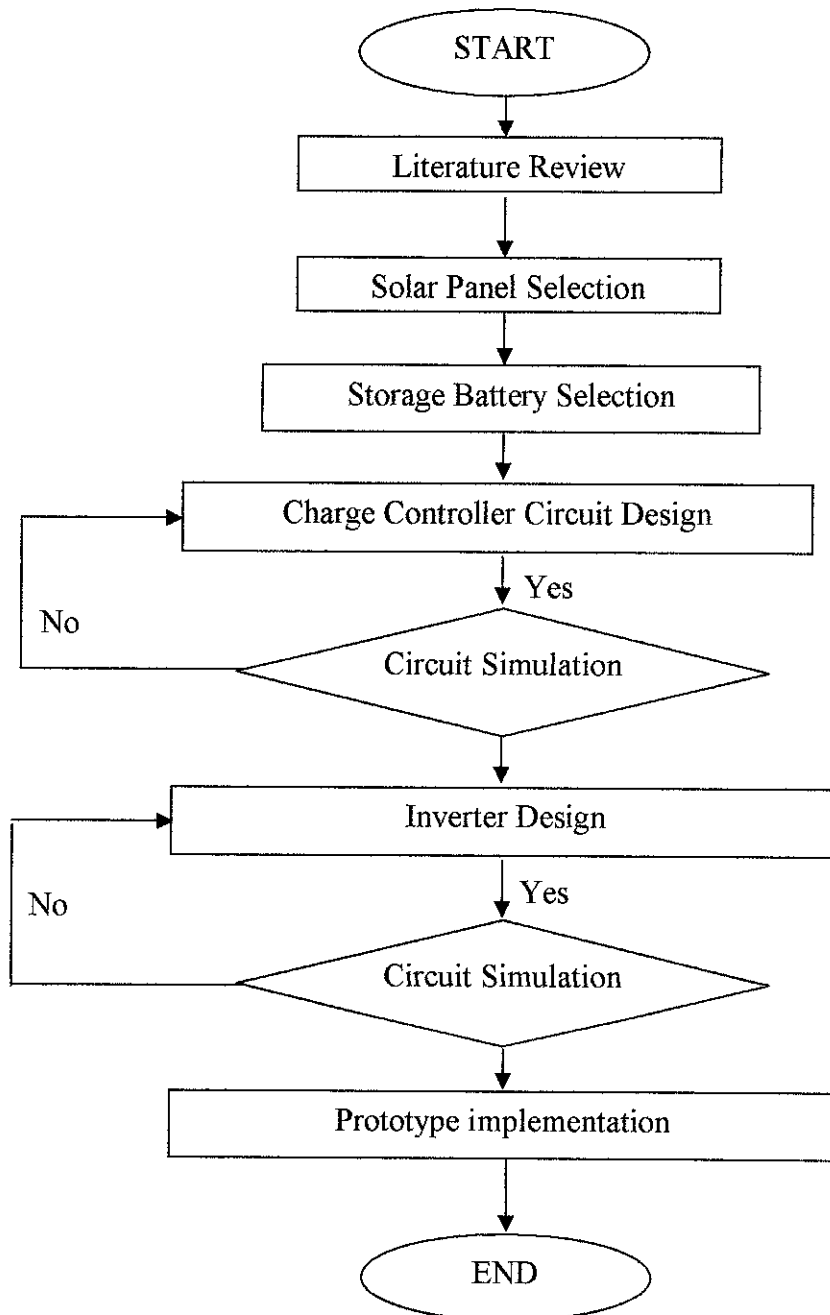 START
Literature Review
Solar Panel Selection
Storage Battery Selection
Charge Controller Circuit Design
Yes
No
Circuit Simulation
Inverter Design
Yes
No
Circuit Simulation
Prototype implementation
END